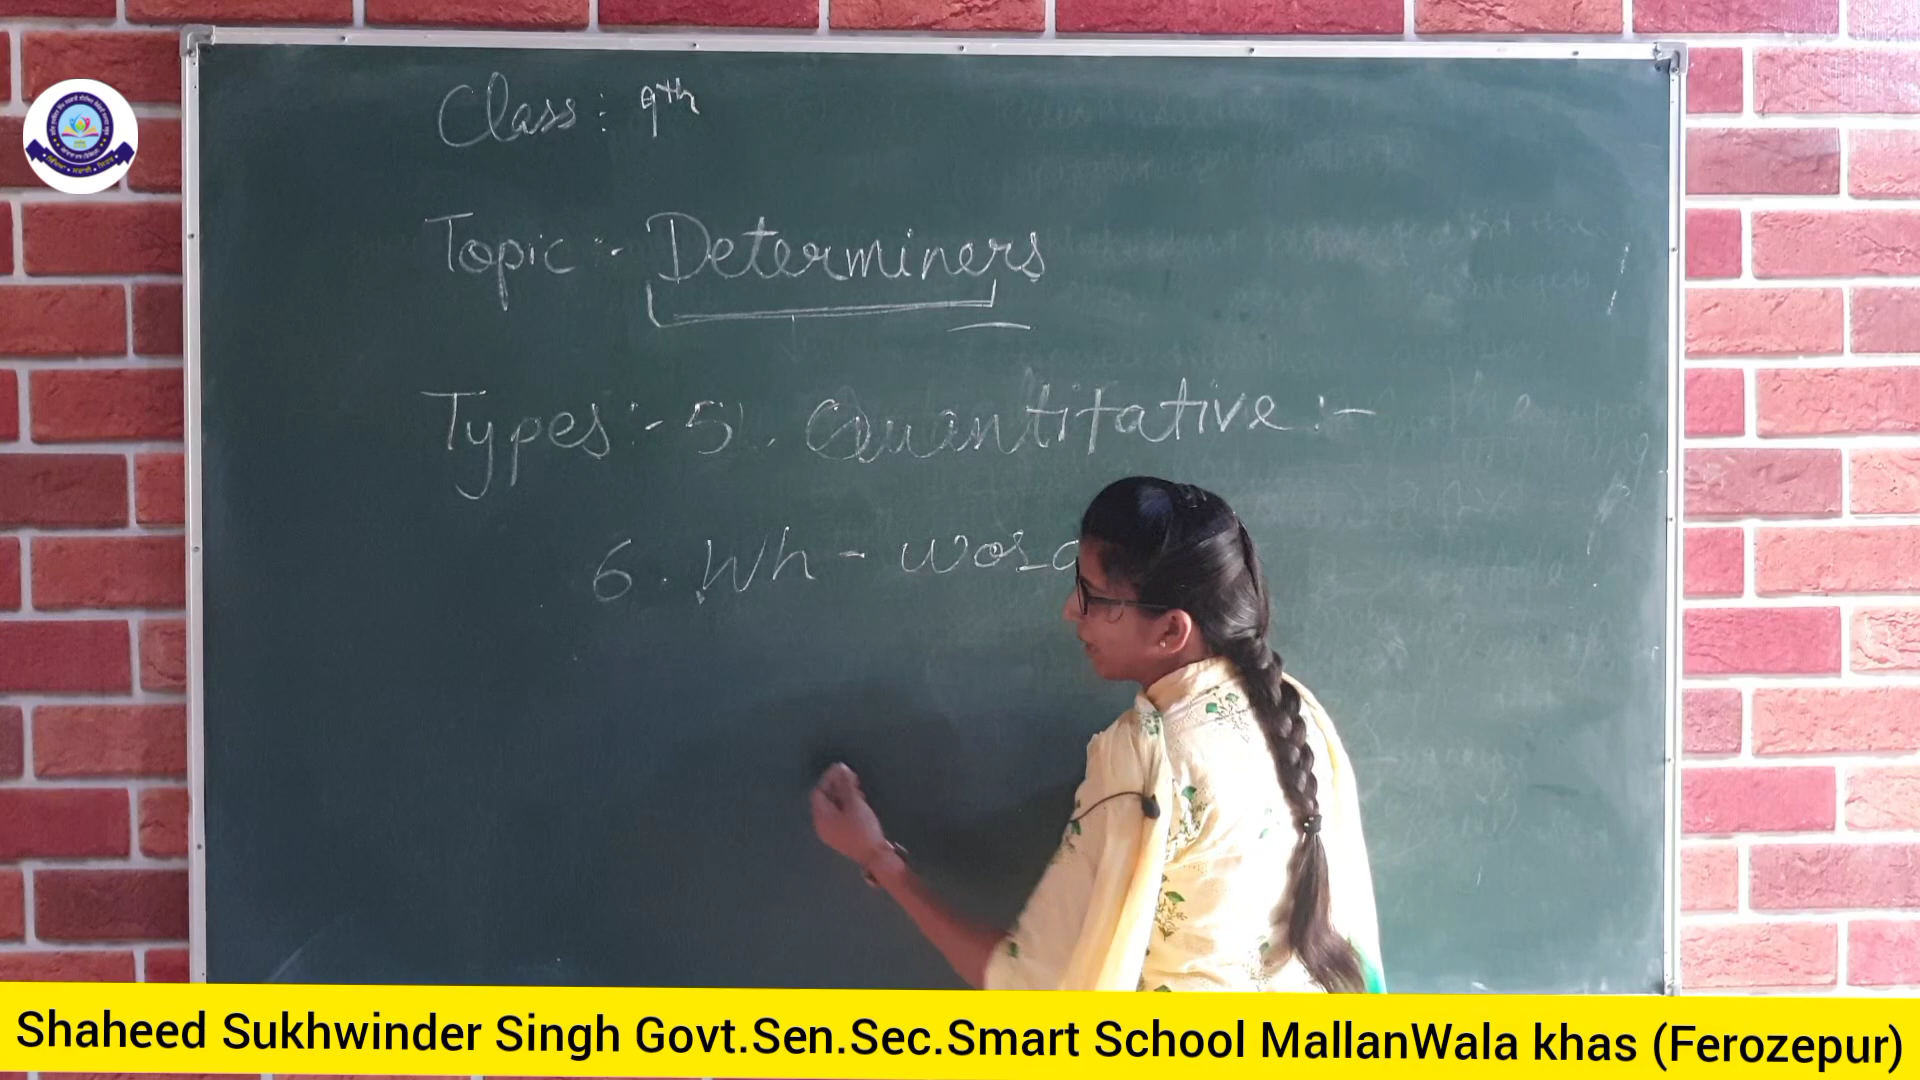 Class : 9th
Topic :- Determiners
Types :- 5. Quantitative :-
6. Wh - word
Shaheed Sukhwinder Singh Govt.Sen.Sec.Smart School MallanWala khas (Ferozepur)